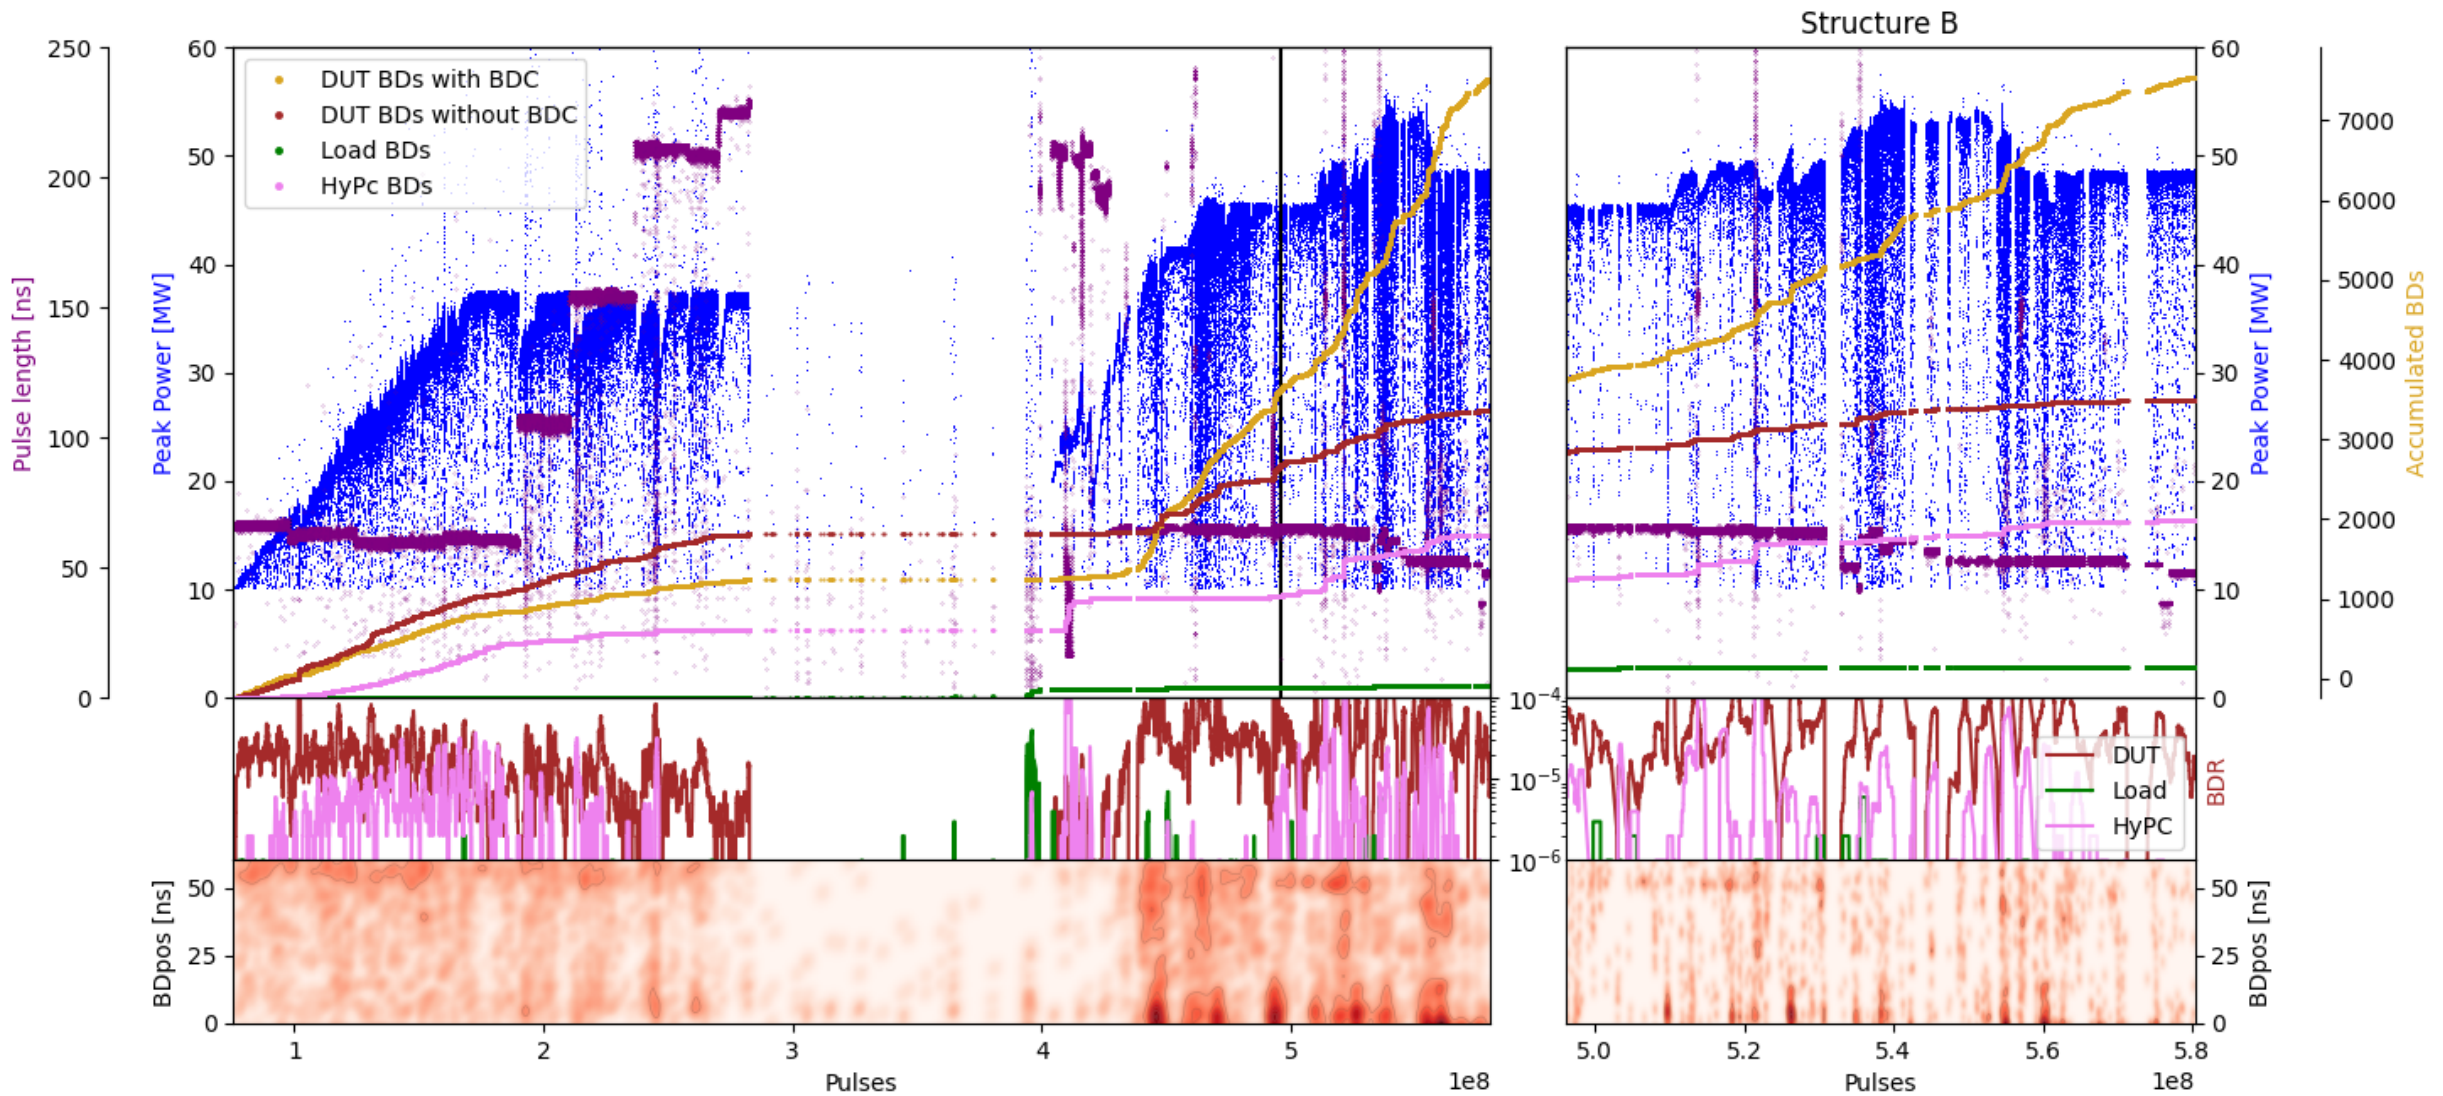 Structure B
250
200
150
100
50
0
Pulse length [ns]
60
50
40
30
20
10
0
Peak Power [MW]
DUT BDs with BDC
DUT BDs without BDC
Load BDs
HyPc BDs
60
50
40
30
20
10
0
Peak Power [MW]
7000
6000
5000
4000
3000
2000
1000
0
Accumulated BDs
10⁻⁴
10⁻⁵
10⁻⁶
BDR
DUT
Load
HyPC
50
25
0
BDpos [ns]
50
25
0
BDpos [ns]
1
2
3
4
5
Pulses
1e8
5.0
5.2
5.4
5.6
5.8
Pulses
1e8